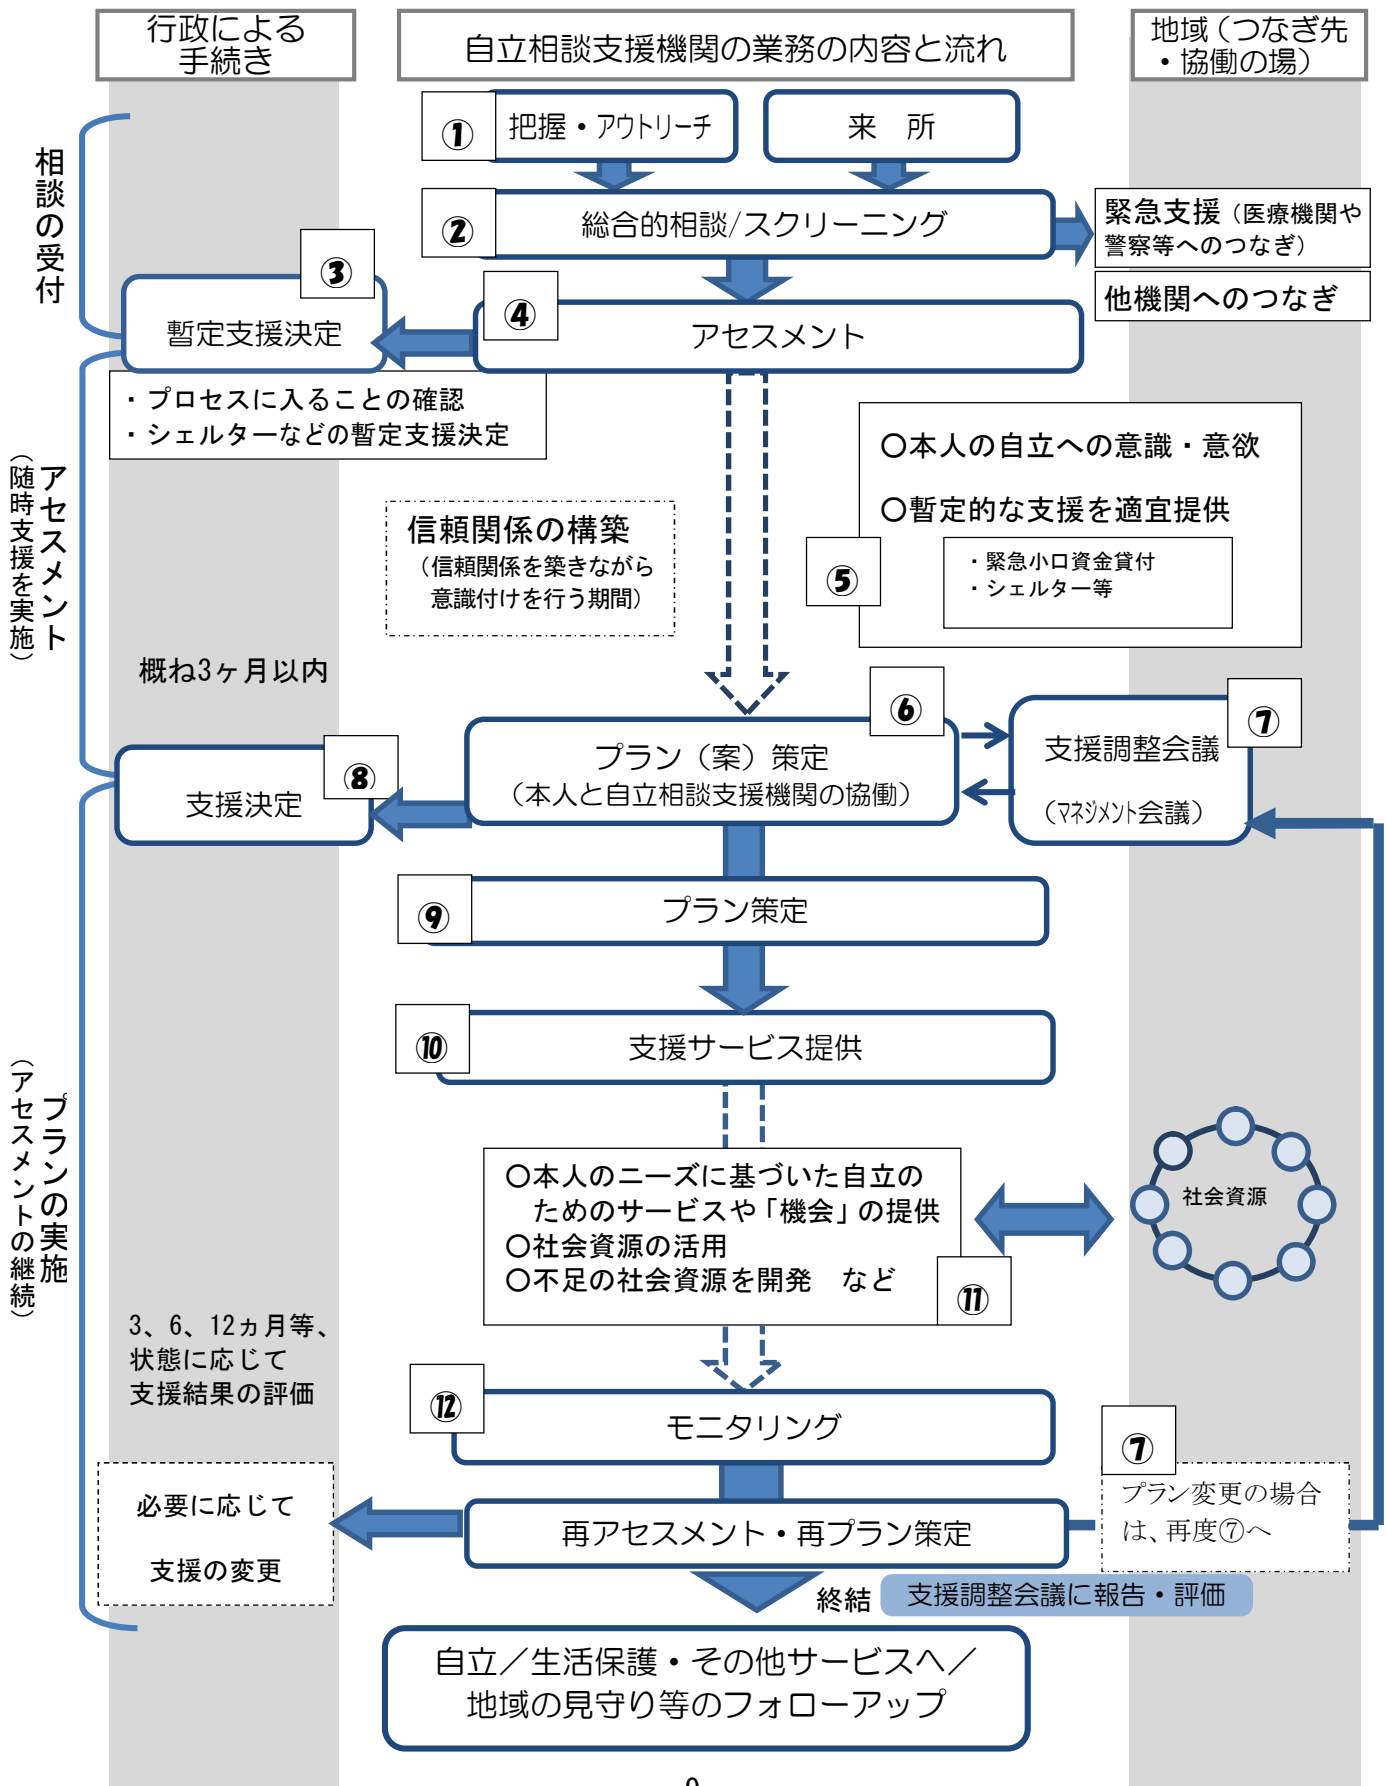 行政による
手続き
自立相談支援機関の業務の内容と流れ
地域（つなぎ先
・協働の場）
相談の受付
①
把握・アウトリーチ
来　所
②
総合的相談/スクリーニング
緊急支援（医療機関や
警察等へのつなぎ）
他機関へのつなぎ
③
暫定支援決定
④
アセスメント
・プロセスに入ることの確認
・シェルターなどの暫定支援決定
アセスメント
（随時支援を実施）
信頼関係の構築
（信頼関係を築きながら
意識付けを行う期間）
〇本人の自立への意識・意欲
〇暫定的な支援を適宜提供
⑤
・緊急小口資金貸付
・シェルター等
概ね3ヶ月以内
⑥
プラン（案）策定
（本人と自立相談支援機関の協働）
⑦
支援調整会議
（マネジメント会議）
⑧
支援決定
⑨
プラン策定
⑩
支援サービス提供
プランの実施
（アセスメントの継続）
〇本人のニーズに基づいた自立の
ためのサービスや「機会」の提供
〇社会資源の活用
〇不足の社会資源を開発　など
⑪
社会資源
3、6、12ヵ月等、
状態に応じて
支援結果の評価
⑫
モニタリング
⑦
プラン変更の場合
は、再度⑦へ
必要に応じて
支援の変更
再アセスメント・再プラン策定
終結
支援調整会議に報告・評価
自立／生活保護・その他サービスへ／
地域の見守り等のフォローアップ